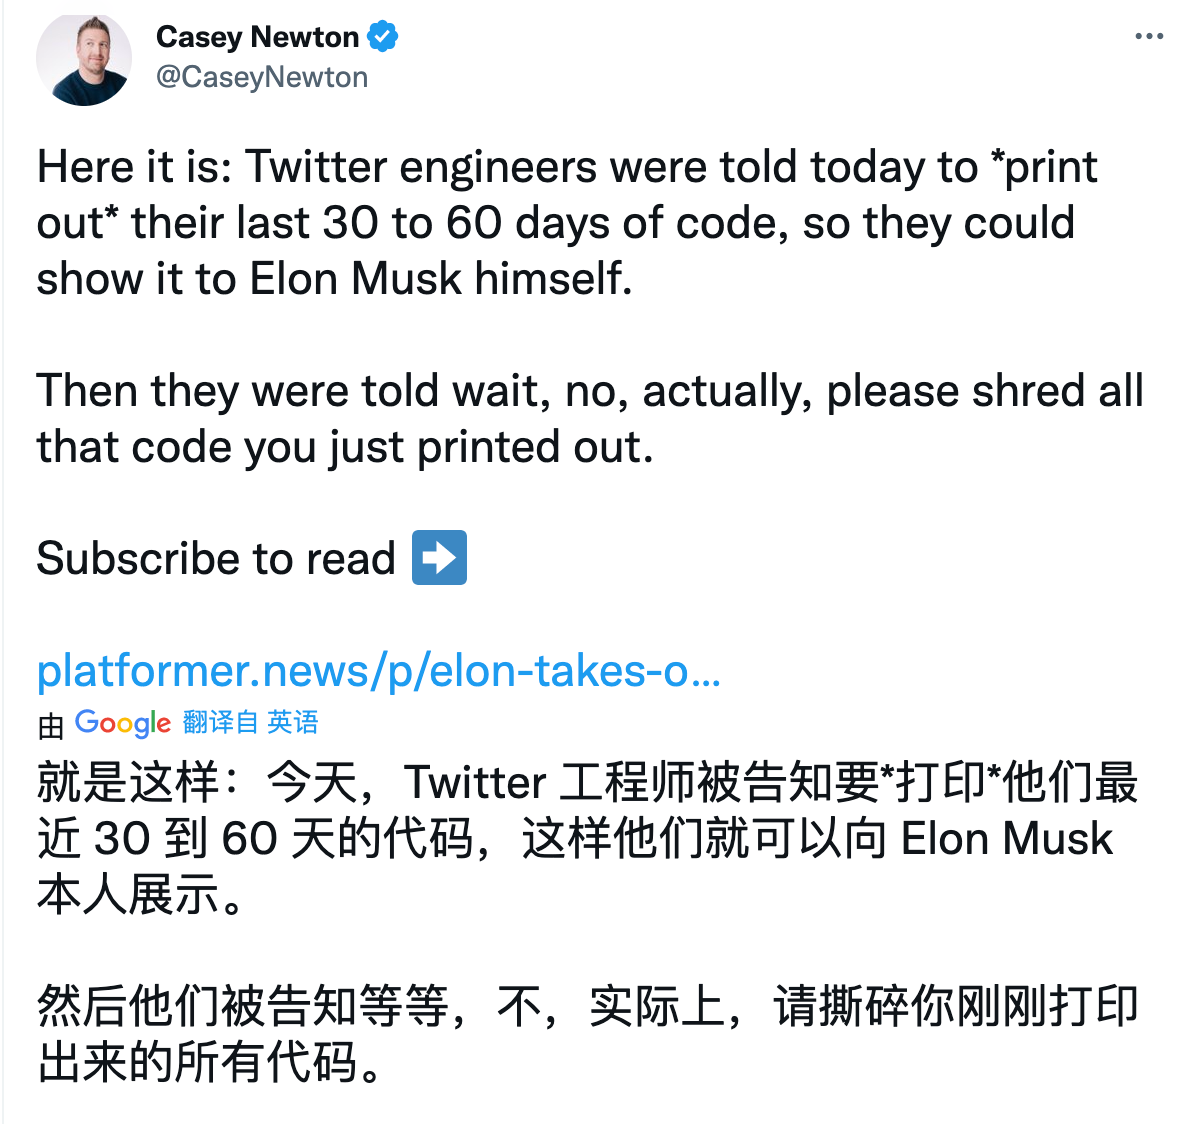 Casey Newton
@CaseyNewton
Here it is: Twitter engineers were told today to *print
out* their last 30 to 60 days of code, so they could
show it to Elon Musk himself.
Then they were told wait, no, actually, please shred all
that code you just printed out.
Subscribe to read ➡️
platformer.news/p/elon-takes-o...
由 Google 翻译自 英语
就是这样：今天，Twitter 工程师被告知要*打印*他们最
近 30 到 60 天的代码，这样他们就可以向 Elon Musk
本人展示。
然后他们被告知等等，不，实际上，请撕碎你刚刚打印
出来的所有代码。